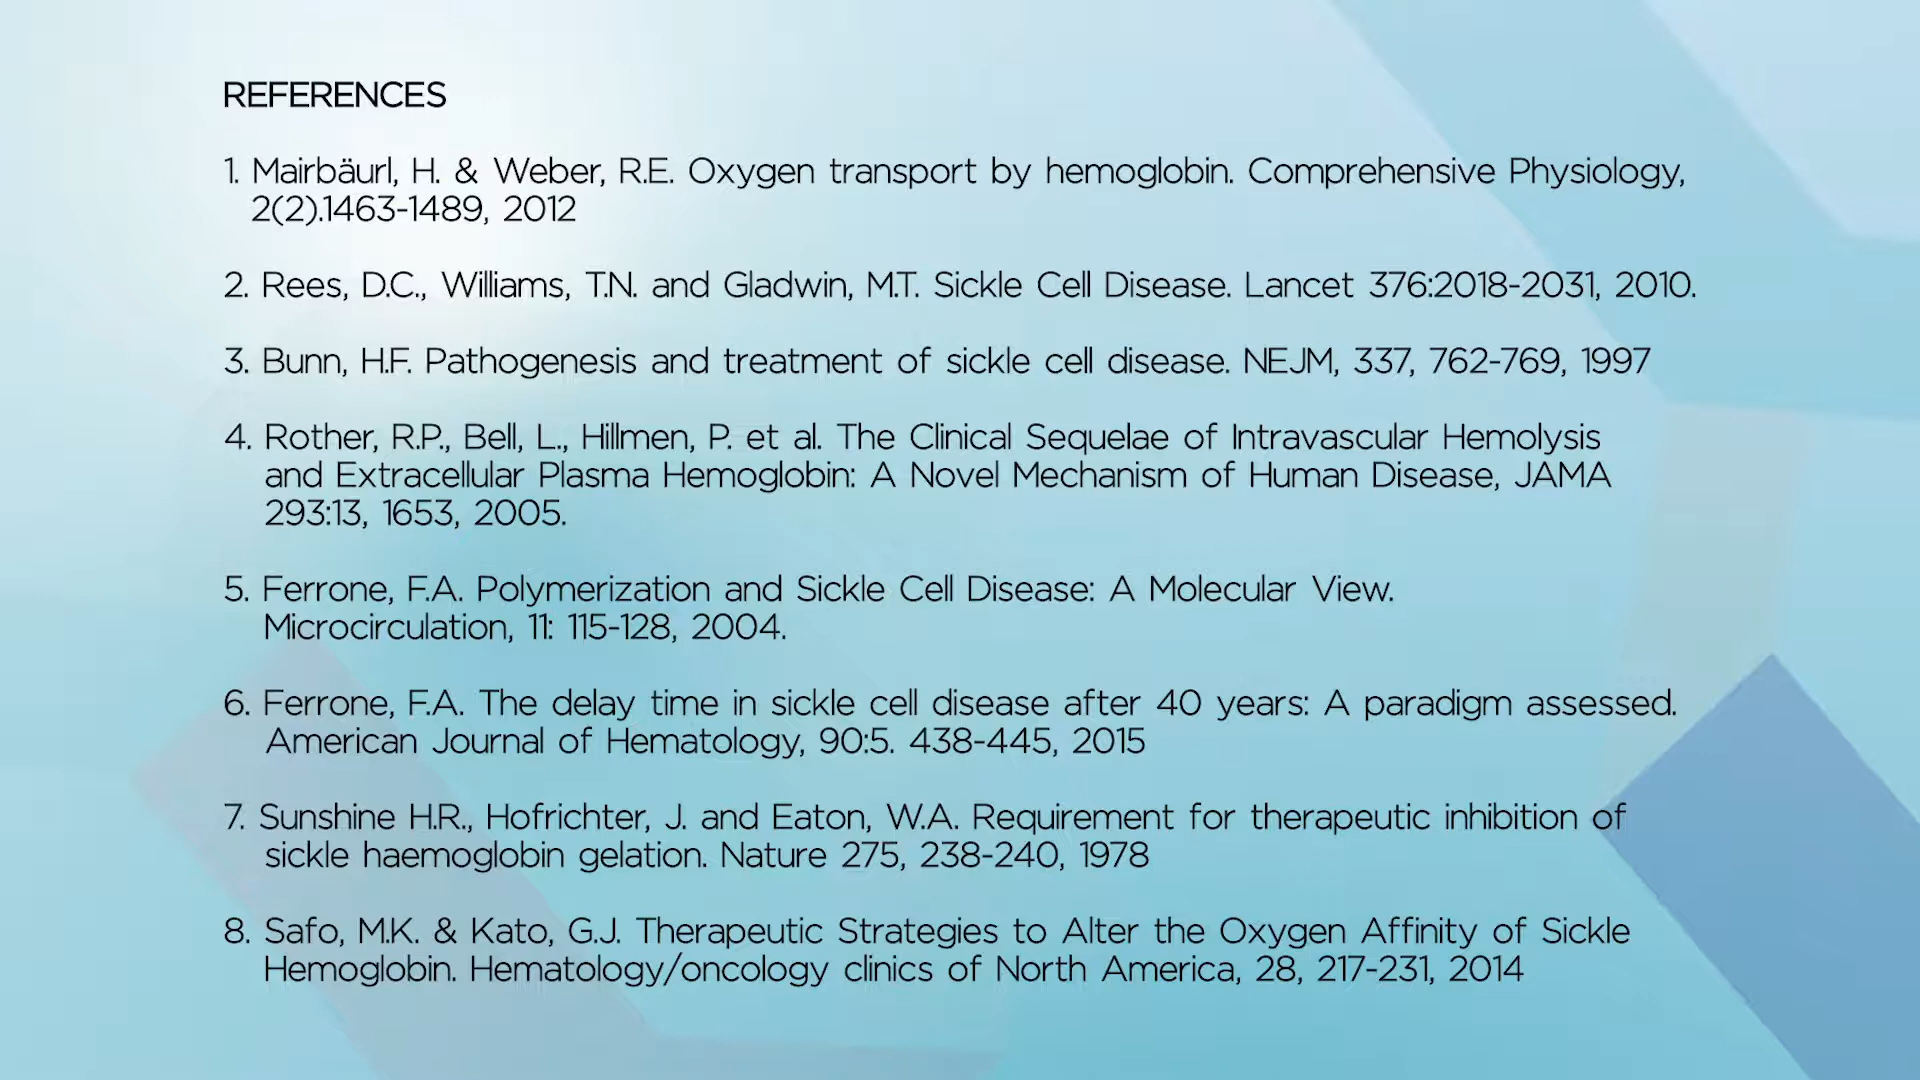 REFERENCES
1. Mairbäurl, H. & Weber, R.E. Oxygen transport by hemoglobin. Comprehensive Physiology,
2(2).1463-1489, 2012
2. Rees, D.C., Williams, T.N. and Gladwin, M.T. Sickle Cell Disease. Lancet 376:2018-2031, 2010.
3. Bunn, H.F. Pathogenesis and treatment of sickle cell disease. NEJM, 337, 762-769, 1997
4. Rother, R.P., Bell, L., Hillmen, P. et al. The Clinical Sequelae of Intravascular Hemolysis
and Extracellular Plasma Hemoglobin: A Novel Mechanism of Human Disease, JAMA
293:13, 1653, 2005.
5. Ferrone, F.A. Polymerization and Sickle Cell Disease: A Molecular View.
Microcirculation, 11: 115-128, 2004.
6. Ferrone, F.A. The delay time in sickle cell disease after 40 years: A paradigm assessed.
American Journal of Hematology, 90:5. 438-445, 2015
7. Sunshine H.R., Hofrichter, J. and Eaton, W.A. Requirement for therapeutic inhibition of
sickle haemoglobin gelation. Nature 275, 238-240, 1978
8. Safo, M.K. & Kato, G.J. Therapeutic Strategies to Alter the Oxygen Affinity of Sickle
Hemoglobin. Hematology/oncology clinics of North America, 28, 217-231, 2014